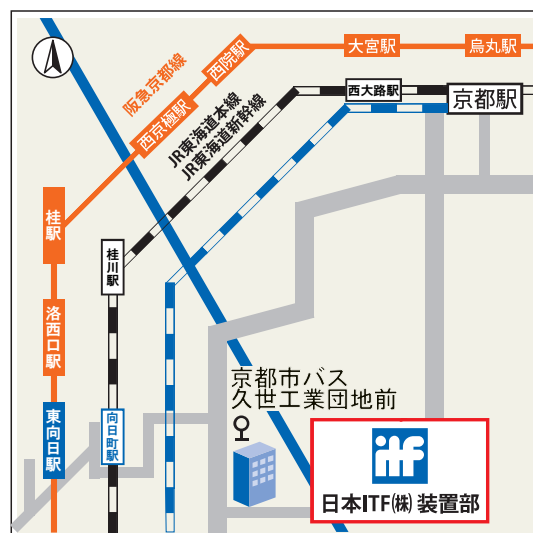 大宮駅
烏丸駅
西院駅
阪急京都線
西京極駅
西大路駅
京都駅
JR東海道本線
JR東海道新幹線
桂駅
桂川駅
洛西口駅
京都市バス
久世工業団地前
東向日駅
向日町駅
itf
日本ITF(株) 装置部